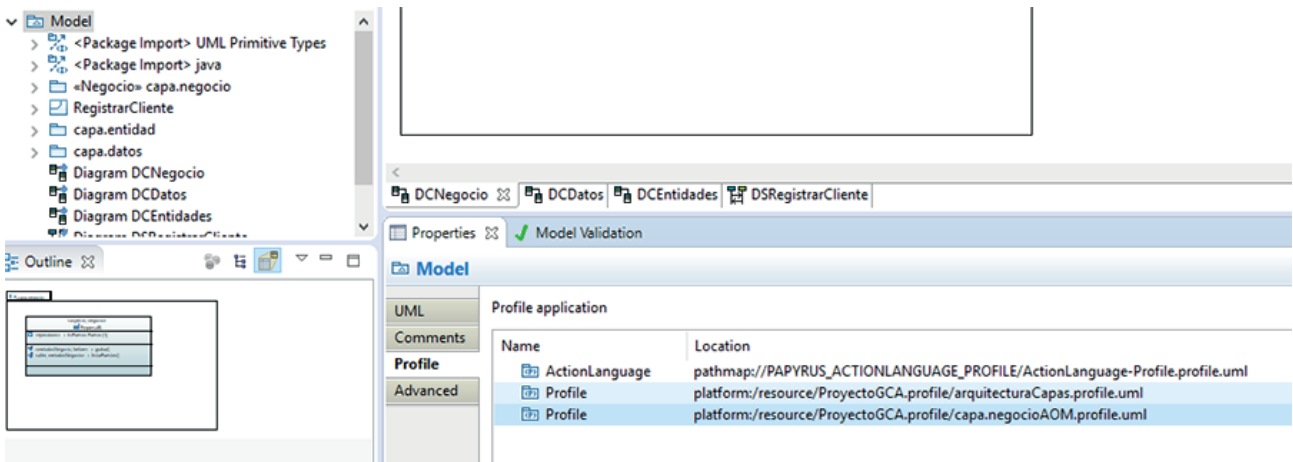 Model
<Package Import> UML Primitive Types
<Package Import> java
«Negocio» capa.negocio
RegistrarCliente
capa.entidad
capa.datos
Diagram DCNegocio
Diagram DCDatos
Diagram DCEntidades
Diagram DSRegistrarCliente
Outline
DCNegocio DCDatos DCEntidades DSRegistrarCliente
Properties Model Validation
Model
UML
Comments
Profile
Advanced
Profile application
Name Location
ActionLanguage pathmap://PAPYRUS_ACTIONLANGUAGE_PROFILE/ActionLanguage-Profile.profile.uml
Profile platform:/resource/ProyectoGCA.profile/arquitecturaCapas.profile.uml
Profile platform:/resource/ProyectoGCA.profile/capa.negocioAOM.profile.uml